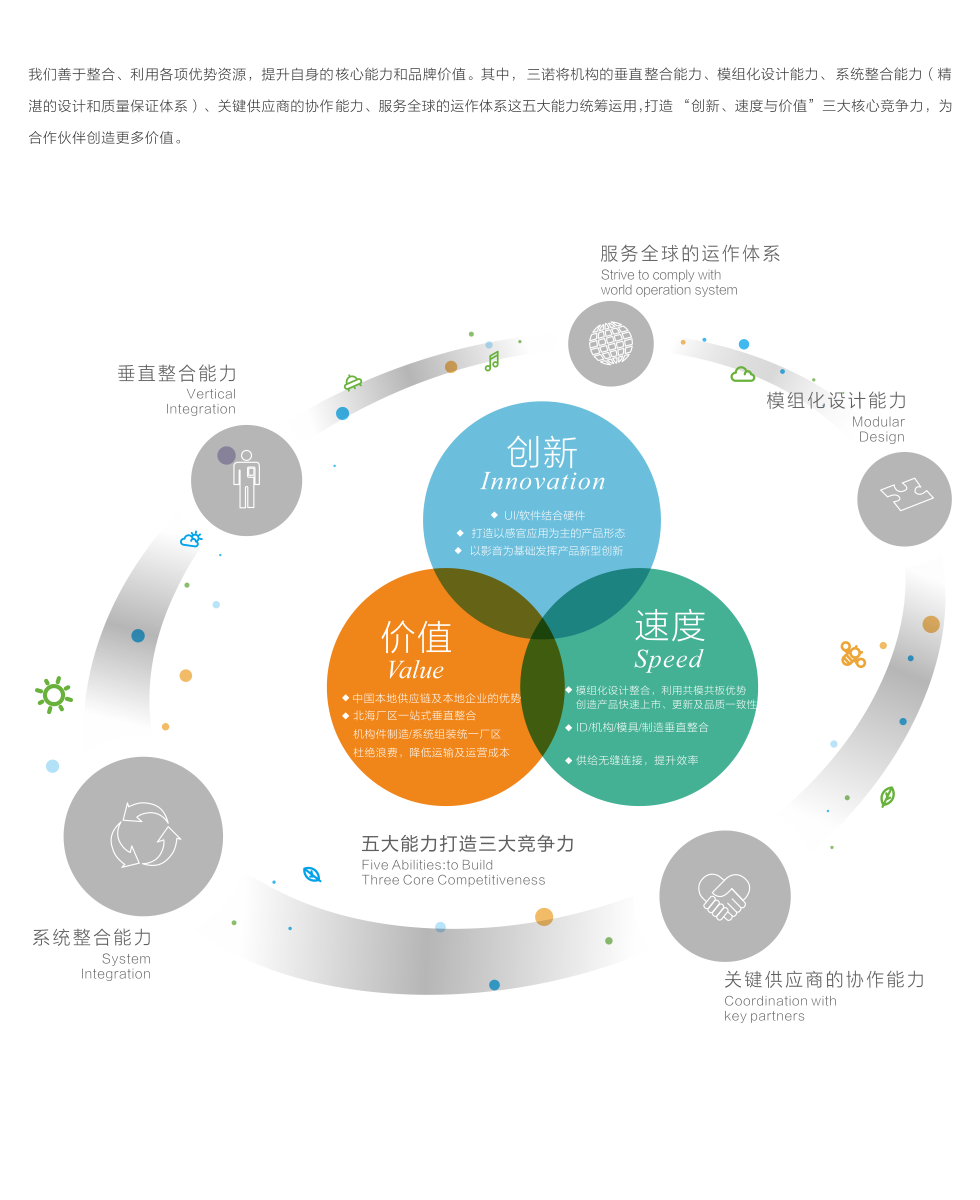 我们善于整合、利用各项优势资源，提升自身的核心能力和品牌价值。其中，三诺将机构的垂直整合能力、模组化设计能力、系统整合能力（精
湛的设计和质量保证体系）、关键供应商的协作能力、服务全球的运作体系这五大能力统筹运用,打造 “创新、速度与价值”三大核心竞争力，为
合作伙伴创造更多价值。
服务全球的运作体系
Strive to comply with
world operation system
垂直整合能力
Vertical
Integration
模组化设计能力
Modular
Design
创新
Innovation
◆ UI/软件结合硬件
◆ 打造以感官应用为主的产品形态
◆ 以影音为基础发挥产品新型创新
价值
Value
◆ 中国本地供应链及本地企业的优势
◆ 北海厂区一站式垂直整合
机构件制造/系统组装统一厂区
杜绝浪费，降低运输及运营成本
速度
Speed
◆ 模组化设计整合，利用共模共板优势
创造产品快速上市、更新及品质一致性
◆ ID/机构/模具/制造垂直整合
◆ 供给无缝连接，提升效率
五大能力打造三大竞争力
Five Abilities:to Build
Three Core Competitiveness
系统整合能力
System
Integration
关键供应商的协作能力
Coordination with
key partners